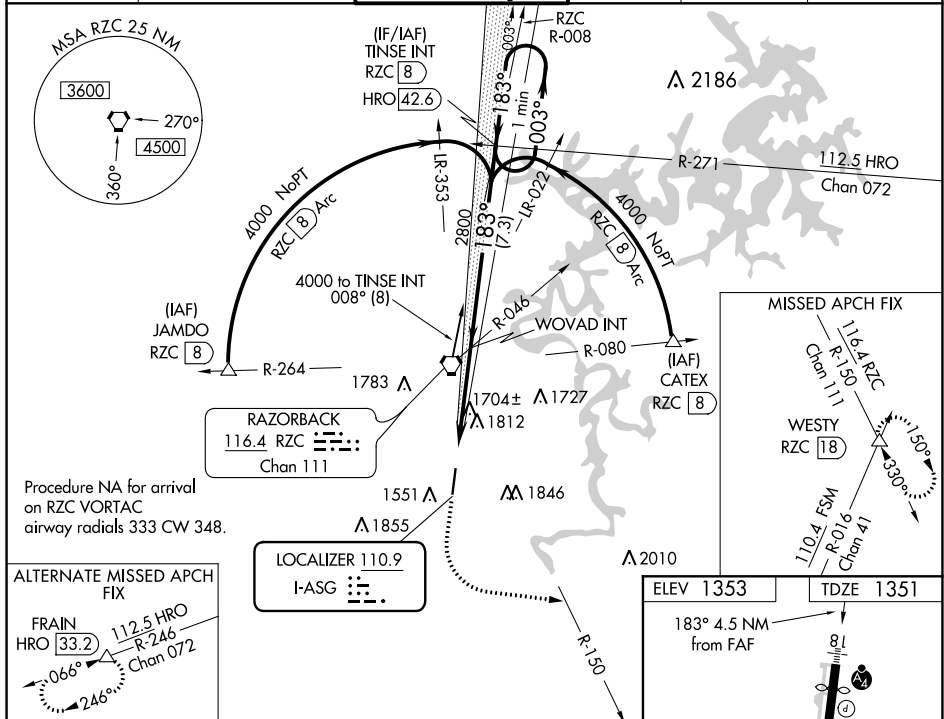 MSA RZC 25 NM
3600
270°
4500
360°
(IF/IAF)
TINSE INT
RZC 8
HRO 42.6
RZC
R-008
003°
183°
1 min
003°
2186
R-271
112.5 HRO
Chan 072
4000 NoPT
RZC 8 Arc
LR-353
2800
183°
(7.3)
LR-022
4000 NoPT
RZC 8 Arc
4000 to TINSE INT
008° (8)
R-046
WOVAD INT
R-080
(IAF)
JAMDO
RZC 8
R-264
(IAF)
CATEX
RZC 8
1783
1704±
1727
1812
RAZORBACK
116.4 RZC
Chan 111
Procedure NA for arrival
on RZC VORTAC
airway radials 333 CW 348.
1551
1846
1855
2010
LOCALIZER 110.9
I-ASG
R-150
MISSED APCH FIX
116.4 RZC
R-150
Chan 111
WESTY
RZC 18
150°
330°
110.4 FSM
R-016
Chan 41
ALTERNATE MISSED APCH
FIX
FRAIN
HRO 33.2
112.5 HRO
R-246
Chan 072
066°
246°
ELEV 1353
TDZE 1351
183° 4.5 NM
from FAF
18
A4
P